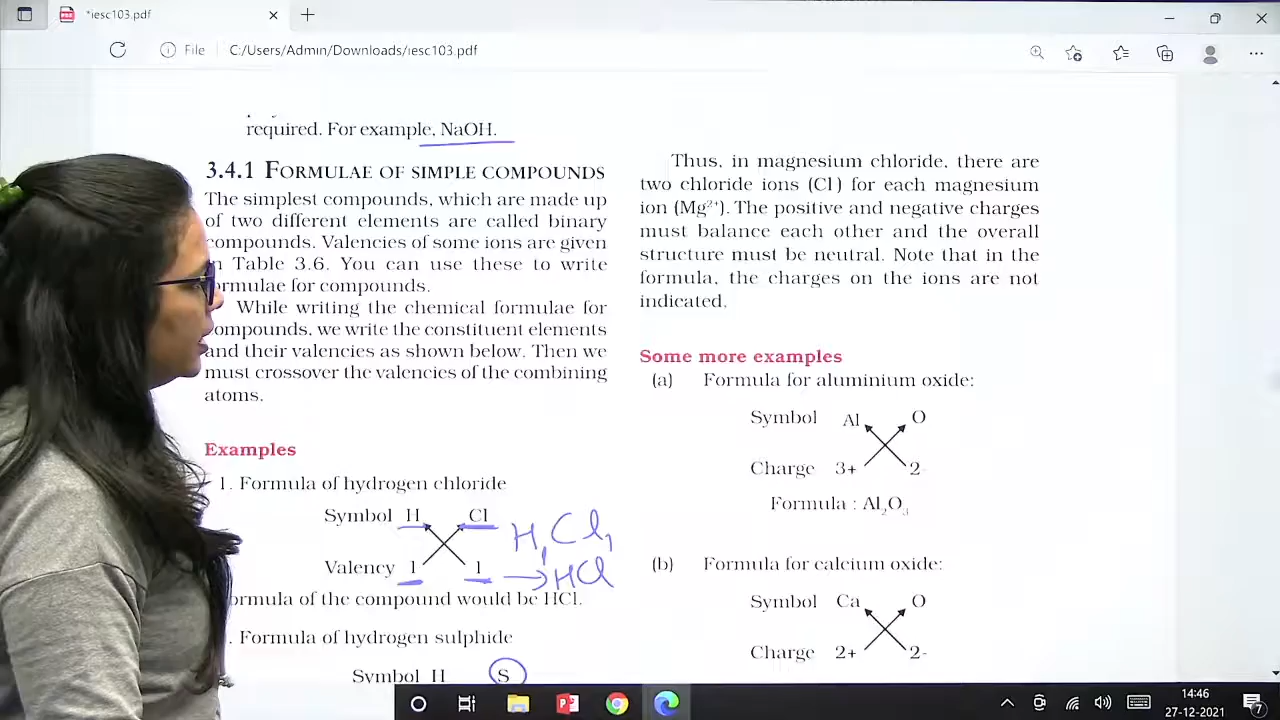 *iesc103.pdf
File C:/Users/Admin/Downloads/iesc103.pdf
required. For example, NaOH.
3.4.1 FORMULAE OF SIMPLE COMPOUNDS
The simplest compounds, which are made up
of two different elements are called binary
compounds. Valencies of some ions are given
n Table 3.6. You can use these to write
ormulae for compounds.
While writing the chemical formulae for
ompounds, we write the constituent elements
and their valencies as shown below. Then we
must crossover the valencies of the combining
atoms.
Examples
1. Formula of hydrogen chloride
Symbol H Cl
H₁Cl₁
Valency 1 1
→HCl
ormula of the compound would be HCl.
. Formula of hydrogen sulphide
Symbol H S
Thus, in magnesium chloride, there are
two chloride ions (Cl ) for each magnesium
ion (Mg²⁺). The positive and negative charges
must balance each other and the overall
structure must be neutral. Note that in the
formula, the charges on the ions are not
indicated.
Some more examples
(a) Formula for aluminium oxide:
Symbol Al O
Charge 3+ 2-
Formula : Al₂O₃
(b) Formula for calcium oxide:
Symbol Ca O
Charge 2+ 2-
14:46
27-12-2021
7